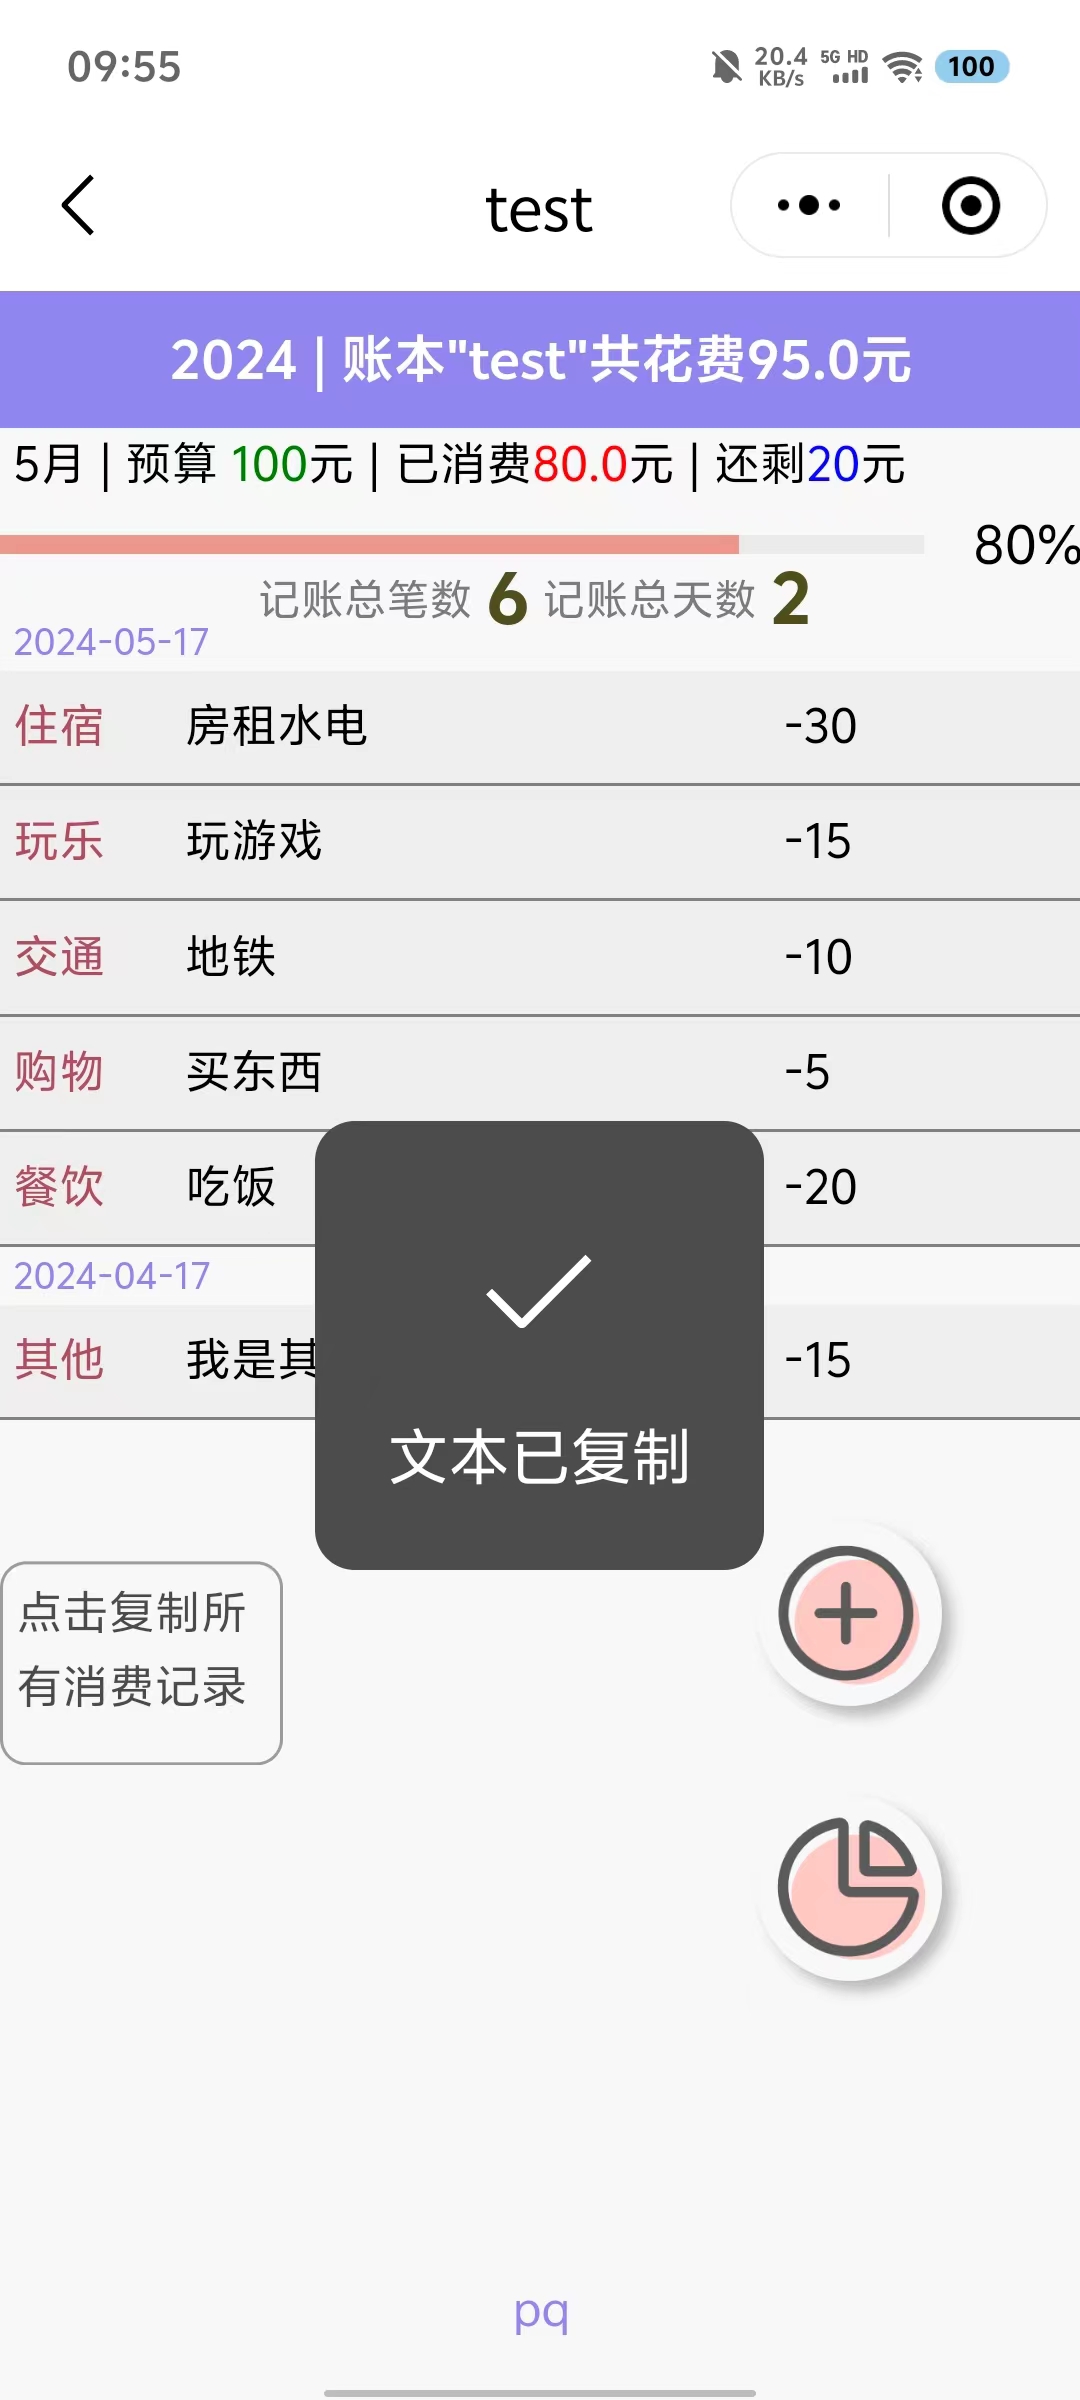 09:55
20.4 KB/s 5G HD 100
test
2024 | 账本"test"共花费95.0元
5月 | 预算 100元 | 已消费80.0元 | 还剩20元
80%
记账总笔数 6 记账总天数 2
2024-05-17
住宿 房租水电 -30
玩乐 玩游戏 -15
交通 地铁 -10
购物 买东西 -5
餐饮 吃饭 -20
2024-04-17
其他 我是其 -15
文本已复制
点击复制所
有消费记录
pq